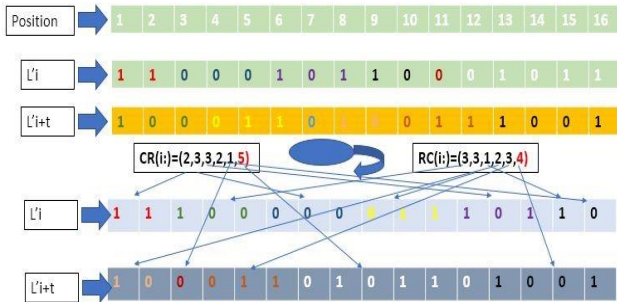 Position 1 2 3 4 5 6 7 8 9 10 11 12 13 14 15 16
L'i 1 1 0 0 0 1 0 1 1 0 0 0 1 0 1 1
L'i+t 1 0 0 0 1 1 0 1 0 0 1 1 1 0 0 1
CR(i:)=(2,3,3,2,1,5) RC(i:)=(3,3,1,2,3,4)
L'i 1 1 1 0 0 0 0 0 0 1 1 1 0 1 1 0
L'i+t 1 0 0 0 1 1 0 1 0 1 1 0 1 0 0 1